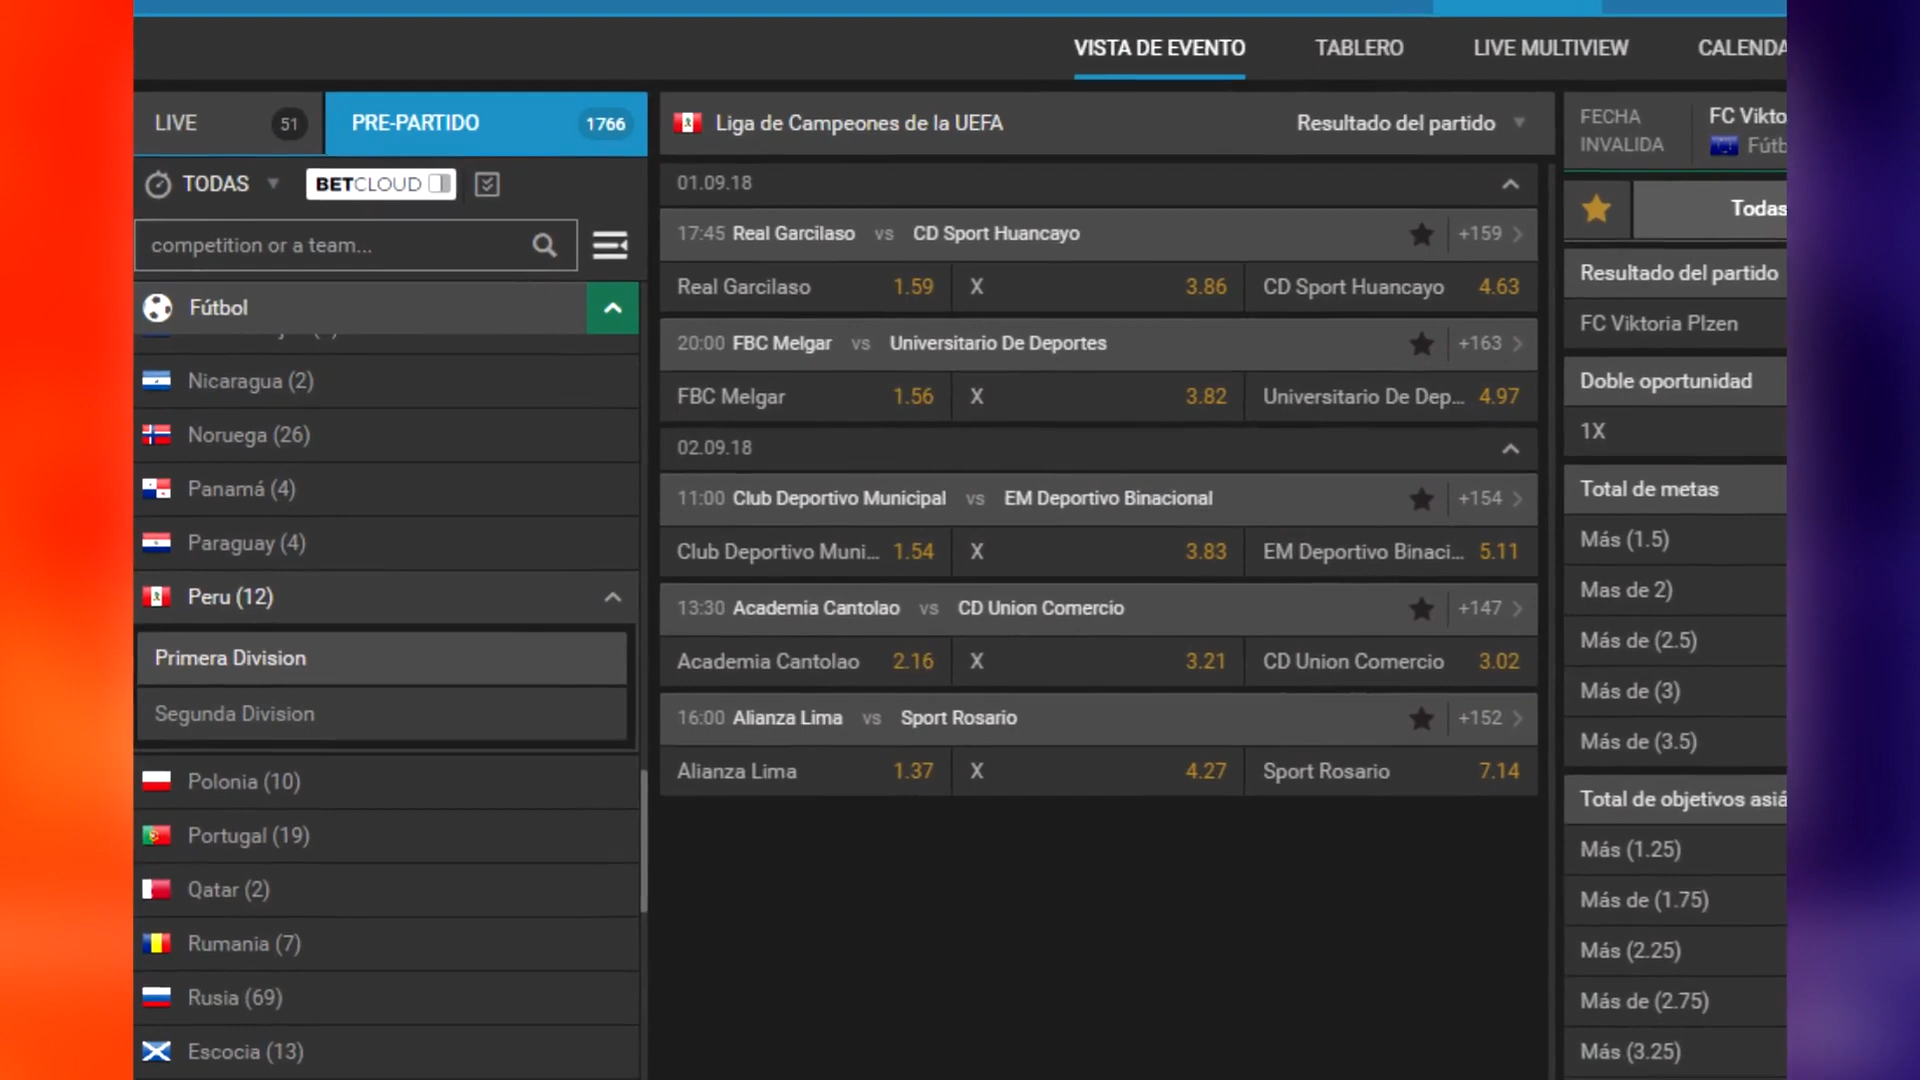 VISTA DE EVENTO
TABLERO
LIVE MULTIVIEW
CALENDA
LIVE 51
PRE-PARTIDO 1766
TODAS
BETCLOUD
competition or a team...
Fútbol
Nicaragua (2)
Noruega (26)
Panamá (4)
Paraguay (4)
Peru (12)
Primera Division
Segunda Division
Polonia (10)
Portugal (19)
Qatar (2)
Rumania (7)
Rusia (69)
Escocia (13)
Liga de Campeones de la UEFA Resultado del partido
01.09.18
17:45 Real Garcilaso vs CD Sport Huancayo +159
Real Garcilaso 1.59 X 3.86 CD Sport Huancayo 4.63
20:00 FBC Melgar vs Universitario De Deportes +163
FBC Melgar 1.56 X 3.82 Universitario De Dep... 4.97
02.09.18
11:00 Club Deportivo Municipal vs EM Deportivo Binacional +154
Club Deportivo Muni... 1.54 X 3.83 EM Deportivo Binaci... 5.11
13:30 Academia Cantolao vs CD Union Comercio +147
Academia Cantolao 2.16 X 3.21 CD Union Comercio 3.02
16:00 Alianza Lima vs Sport Rosario +152
Alianza Lima 1.37 X 4.27 Sport Rosario 7.14
FECHA
INVALIDA
FC Vikto
Fútb
Todas
Resultado del partido
FC Viktoria Plzen
Doble oportunidad
1X
Total de metas
Más (1.5)
Mas de 2)
Más de (2.5)
Más de (3)
Más de (3.5)
Total de objetivos asiá
Más (1.25)
Más de (1.75)
Más (2.25)
Más de (2.75)
Más (3.25)